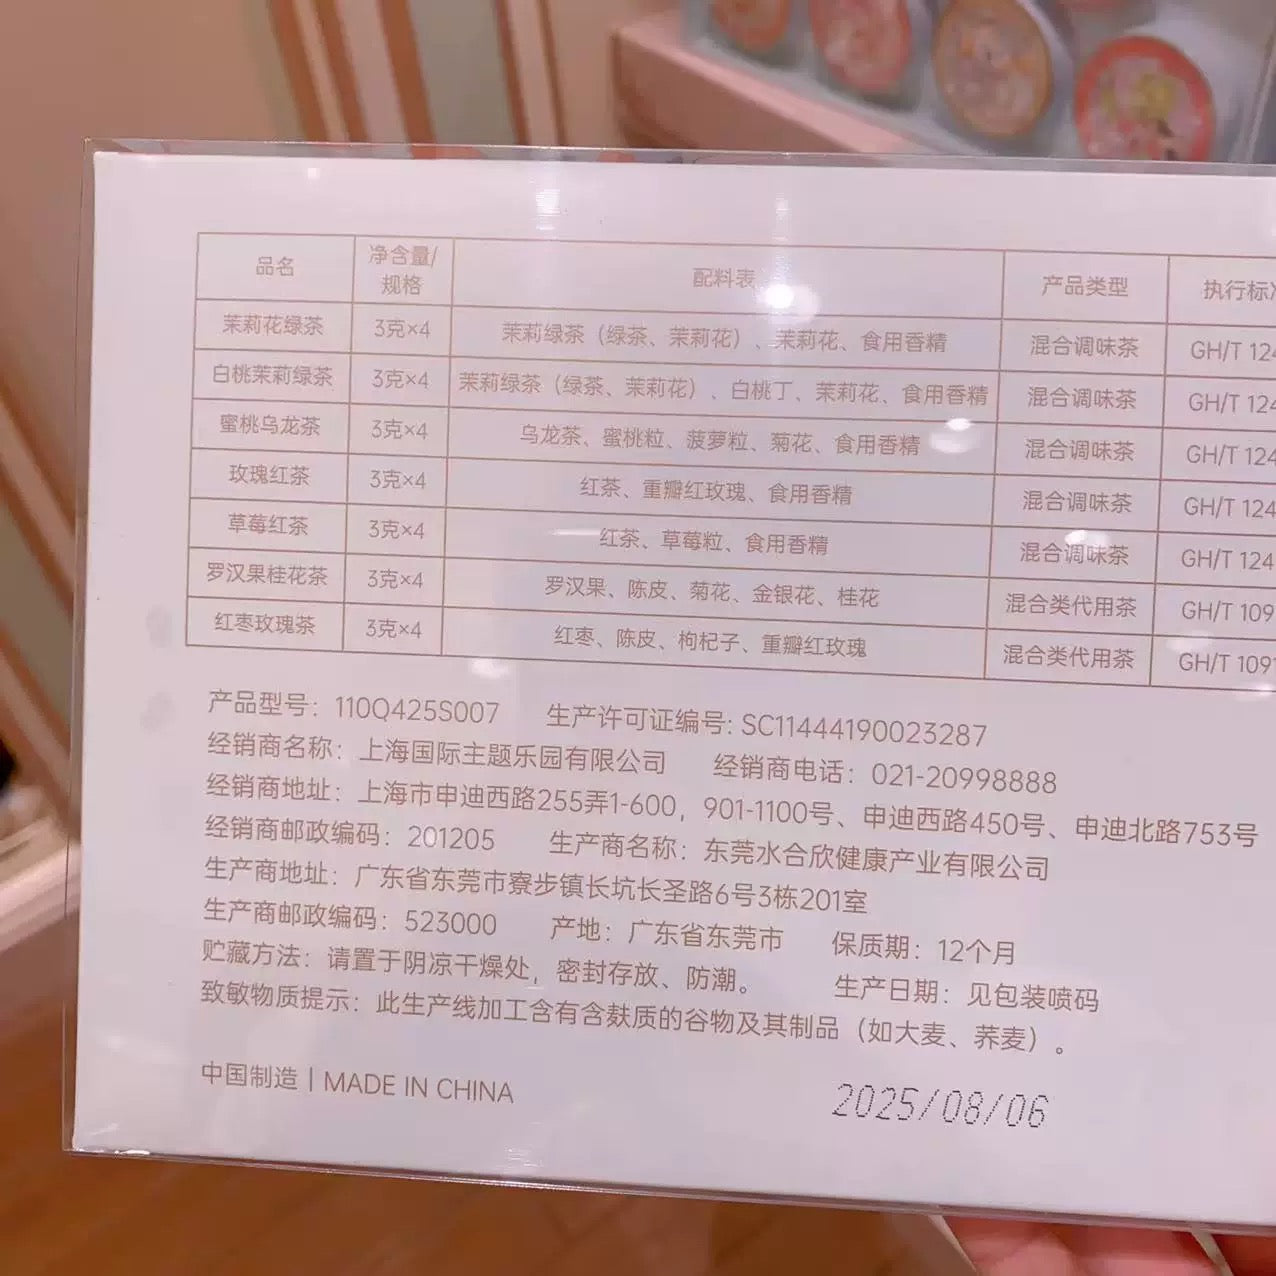 品名 净含量/规格 配料表 产品类型 执行标
茉莉花绿茶 3克×4 茉莉绿茶（绿茶、茉莉花）、茉莉花、食用香精 混合调味茶 GH/T 124
白桃茉莉绿茶 3克×4 茉莉绿茶（绿茶、茉莉花）、白桃丁、茉莉花、食用香精 混合调味茶 GH/T 124
蜜桃乌龙茶 3克×4 乌龙茶、蜜桃粒、菠萝粒、菊花、食用香精 混合调味茶 GH/T 124
玫瑰红茶 3克×4 红茶、重瓣红玫瑰、食用香精 混合调味茶 GH/T 124
草莓红茶 3克×4 红茶、草莓粒、食用香精 混合调味茶 GH/T 124
罗汉果桂花茶 3克×4 罗汉果、陈皮、菊花、金银花、桂花 混合类代用茶 GH/T 109
红枣玫瑰茶 3克×4 红枣、陈皮、枸杞子、重瓣红玫瑰 混合类代用茶 GH/T 1091
产品型号：110Q425S007 生产许可证编号: SC11444190023287
经销商名称：上海国际主题乐园有限公司 经销商电话：021-20998888
经销商地址：上海市申迪西路255弄1-600，901-1100号、申迪西路450号、申迪北路753号
经销商邮政编码：201205 生产商名称：东莞水合欣健康产业有限公司
生产商地址：广东省东莞市寮步镇长坑长圣路6号3栋201室
生产商邮政编码：523000 产地：广东省东莞市 保质期：12个月
贮藏方法：请置于阴凉干燥处，密封存放、防潮。 生产日期：见包装喷码
致敏物质提示：此生产线加工含有含麸质的谷物及其制品（如大麦、荞麦）。
中国制造 | MADE IN CHINA
2025/08/06